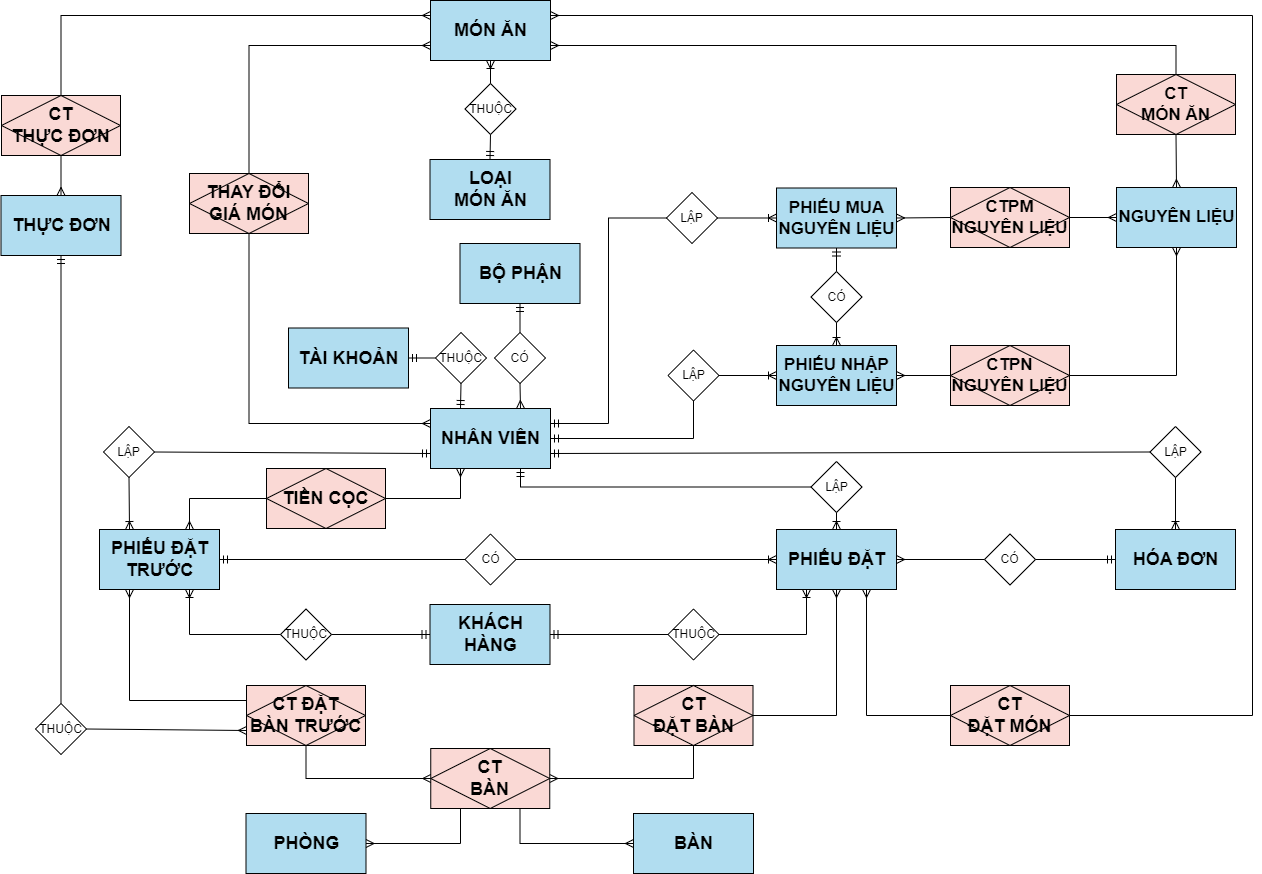 MÓN ĂN
CT
THỰC ĐƠN
THUỘC
CT
MÓN ĂN
LOẠI
MÓN ĂN
THAY ĐỔI
GIÁ MÓN
THỰC ĐƠN
LẬP
PHIẾU MUA
NGUYÊN LIỆU
CTPM
NGUYÊN LIỆU
NGUYÊN LIỆU
BỘ PHẬN
CÓ
TÀI KHOẢN
THUỘC
CÓ
LẬP
PHIẾU NHẬP
NGUYÊN LIỆU
CTPN
NGUYÊN LIỆU
NHÂN VIÊN
LẬP
LẬP
TIỀN CỌC
LẬP
PHIẾU ĐẶT
TRƯỚC
CÓ
PHIẾU ĐẶT
CÓ
HÓA ĐƠN
THUỘC
KHÁCH
HÀNG
THUỘC
THUỘC
CT ĐẶT
BÀN TRƯỚC
CT
ĐẶT BÀN
CT
ĐẶT MÓN
CT
BÀN
PHÒNG
BÀN